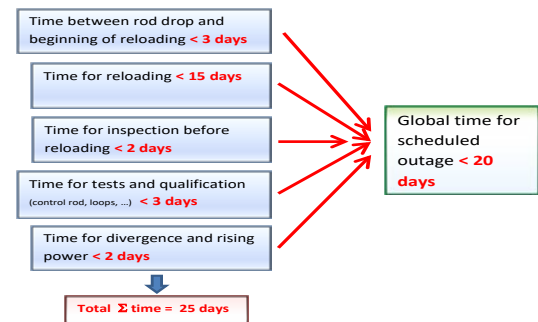 Time between rod drop and
beginning of reloading < 3 days
Time for reloading < 15 days
Time for inspection before
reloading < 2 days
Time for tests and qualification
(control rod, loops, ...) < 3 days
Time for divergence and rising
power < 2 days
Total Σ time = 25 days
Global time for
scheduled
outage < 20
days